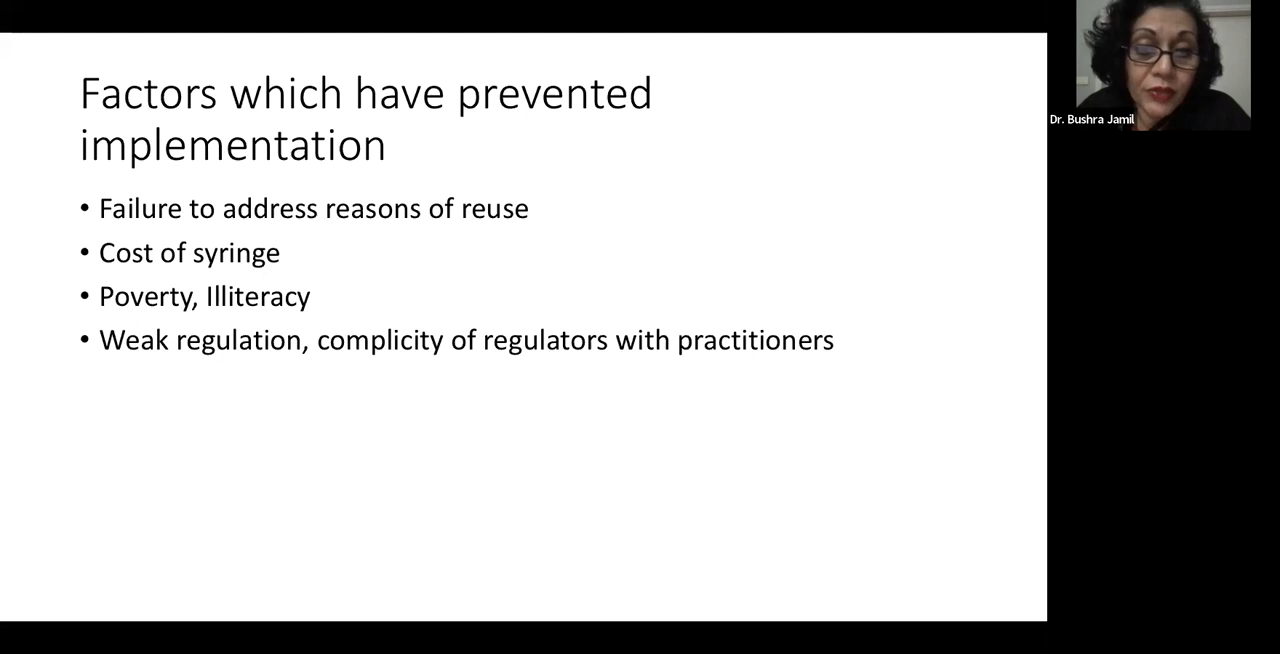 Factors which have prevented
implementation
• Failure to address reasons of reuse
• Cost of syringe
• Poverty, Illiteracy
• Weak regulation, complicity of regulators with practitioners
Dr. Bushra Jamil